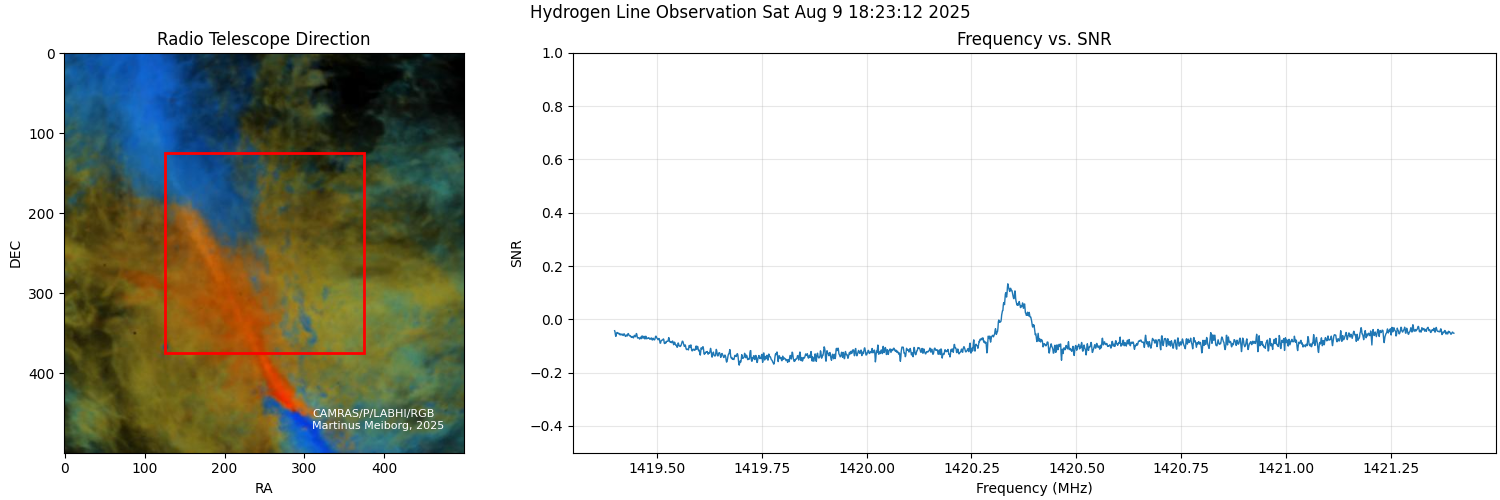 Hydrogen Line Observation Sat Aug 9 18:23:12 2025
Radio Telescope Direction
0
100
200
300
400
DEC
CAMRAS/P/LABHI/RGB
Martinus Meiborg, 2025
0 100 200 300 400
RA
Frequency vs. SNR
1.0
0.8
0.6
0.4
0.2
0.0
−0.2
−0.4
SNR
1419.50 1419.75 1420.00 1420.25 1420.50 1420.75 1421.00 1421.25
Frequency (MHz)